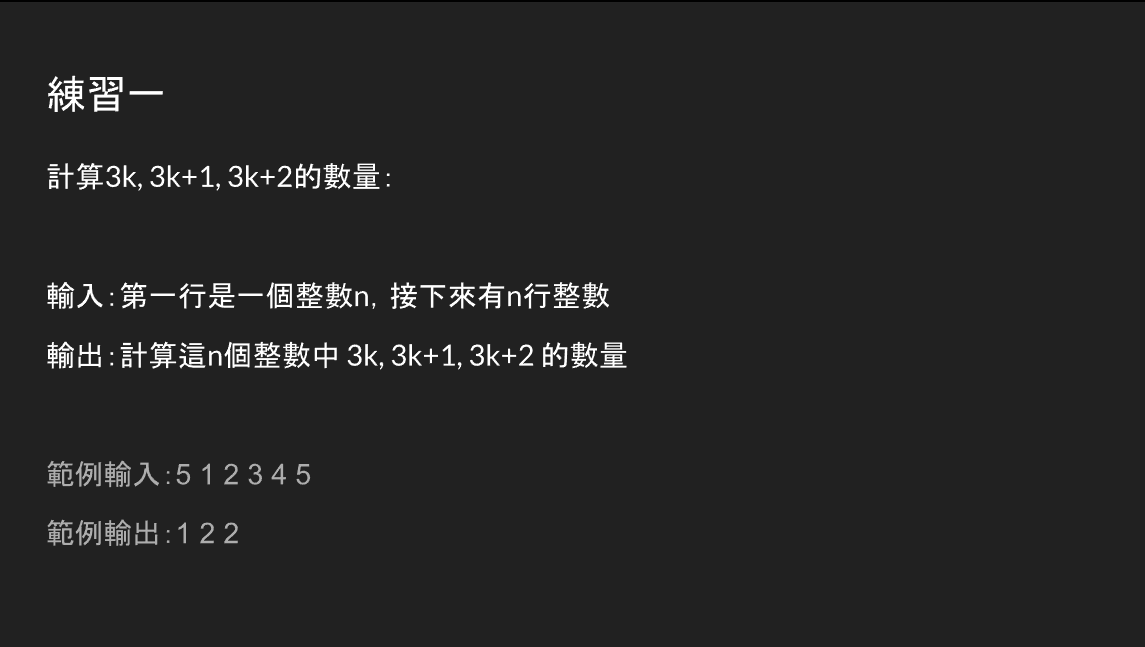 練習一
計算3k, 3k+1, 3k+2的數量：
輸入：第一行是一個整數n，接下來有n行整數
輸出：計算這n個整數中 3k, 3k+1, 3k+2 的數量
範例輸入：5 1 2 3 4 5
範例輸出：1 2 2